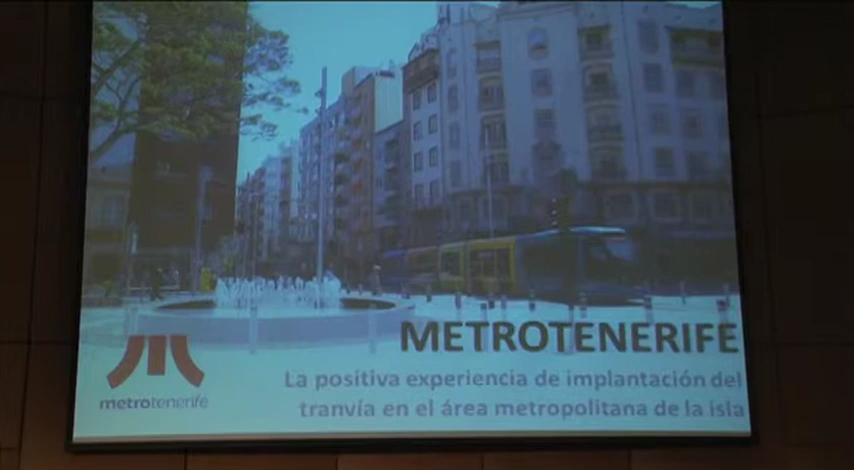 METROTENERIFE
La positiva experiencia de implantación del
tranvía en el área metropolitana de la isla
metrotenerife